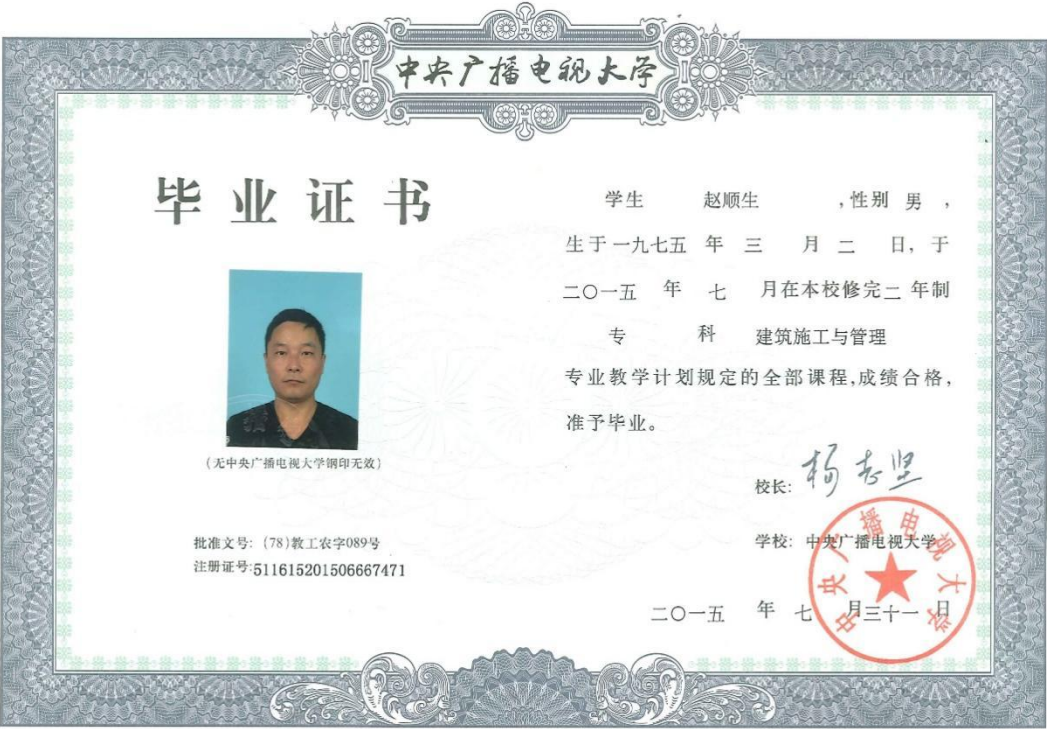 中央广播电视大学
毕业证书
(无中央广播电视大学钢印无效)
批准文号: (78)教工农字089号
注册证号:511615201506667471
学生 赵顺生 ,性别 男 ,
生于一九七五 年 三 月 二 日, 于
二〇一五 年 七 月在本校修完二 年制
专 科 建筑施工与管理
专业教学计划规定的全部课程,成绩合格,
准予毕业。
校长: 杨志坚
学校: 中央广播电视大学
二〇一五 年 七 月三十一 日
中央广播电视大学